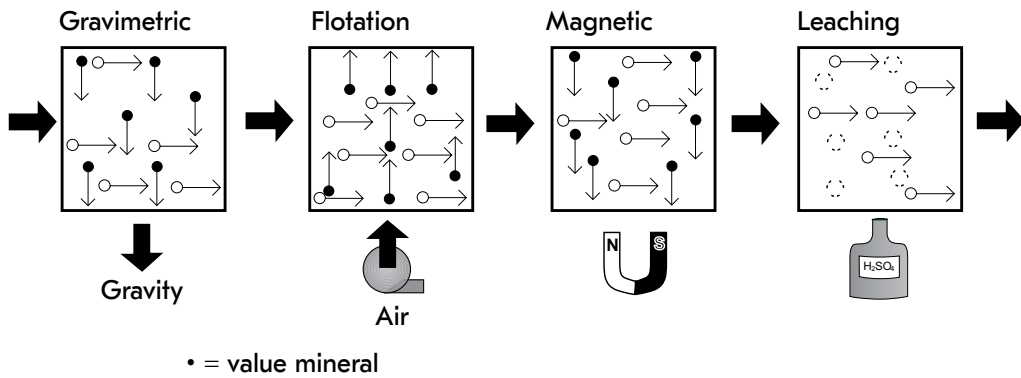 Gravimetric
Flotation
Magnetic
Leaching
N
S
H₂SO₄
Gravity
Air
• = value mineral